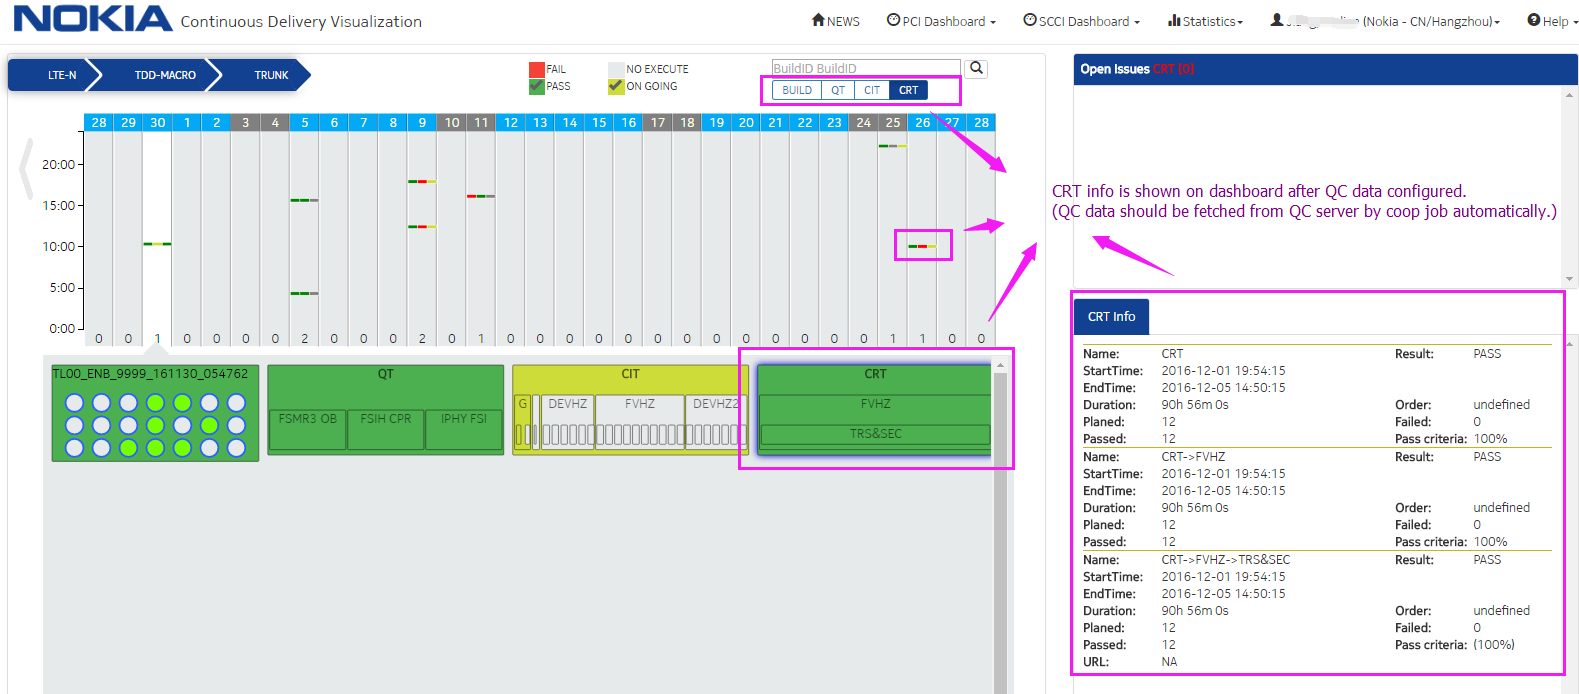 NOKIA Continuous Delivery Visualization
NEWS PCI Dashboard SCCI Dashboard Statistics (Nokia - CN/Hangzhou) Help
LTE-N TDD-MACRO TRUNK
FAIL NO EXECUTE
PASS ON GOING
BuildID BuildID
BUILD QT CIT CRT
28 29 30 1 2 3 4 5 6 7 8 9 10 11 12 13 14 15 16 17 18 19 20 21 22 23 24 25 26 27 28
20:00
15:00
10:00
5:00
0:00
0 0 1 0 0 0 0 2 0 0 0 2 0 1 0 0 0 0 0 0 0 0 0 0 0 0 0 1 1 0 0
TL00_ENB_9999_161130_054762
QT
FSMR3 OB FSIH CPR IPHY FSI
CIT
G DEVHZ FVHZ DEVHZ2
CRT
FVHZ
TRS&SEC
Open Issues CRT [0]
CRT info is shown on dashboard after QC data configured.
(QC data should be fetched from QC server by coop job automatically.)
CRT Info
Name: CRT Result: PASS
StartTime: 2016-12-01 19:54:15
EndTime: 2016-12-05 14:50:15
Duration: 90h 56m 0s Order: undefined
Planed: 12 Failed: 0
Passed: 12 Pass criteria: 100%
Name: CRT->FVHZ Result: PASS
StartTime: 2016-12-01 19:54:15
EndTime: 2016-12-05 14:50:15
Duration: 90h 56m 0s Order: undefined
Planed: 12 Failed: 0
Passed: 12 Pass criteria: 100%
Name: CRT->FVHZ->TRS&SEC Result: PASS
StartTime: 2016-12-01 19:54:15
EndTime: 2016-12-05 14:50:15
Duration: 90h 56m 0s Order: undefined
Planed: 12 Failed: 0
Passed: 12 Pass criteria: (100%)
URL: NA